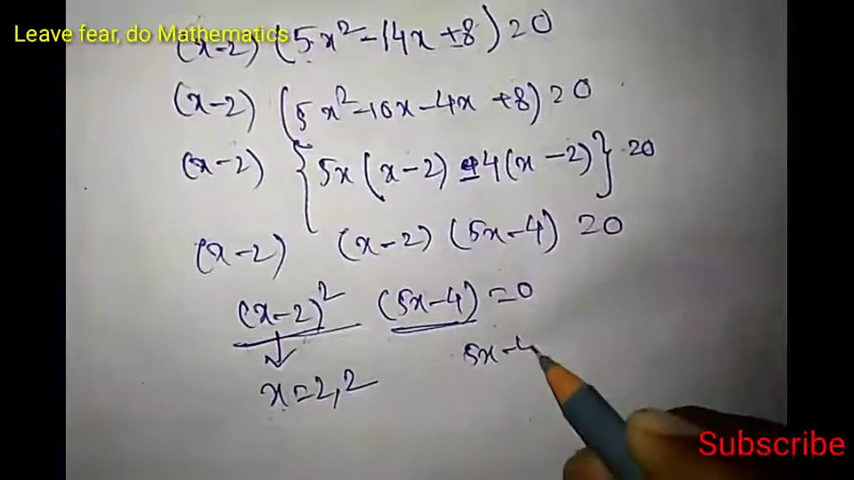 Leave fear, do Mathematics
(x-2) (5x²-14x+8)=0
(x-2) (5x²-10x-4x+8)=0
(x-2) {5x(x-2)-4(x-2)}=0
(x-2) (x-2) (5x-4)=0
(x-2)² (5x-4)=0
5x-4
x=2,2
Subscribe